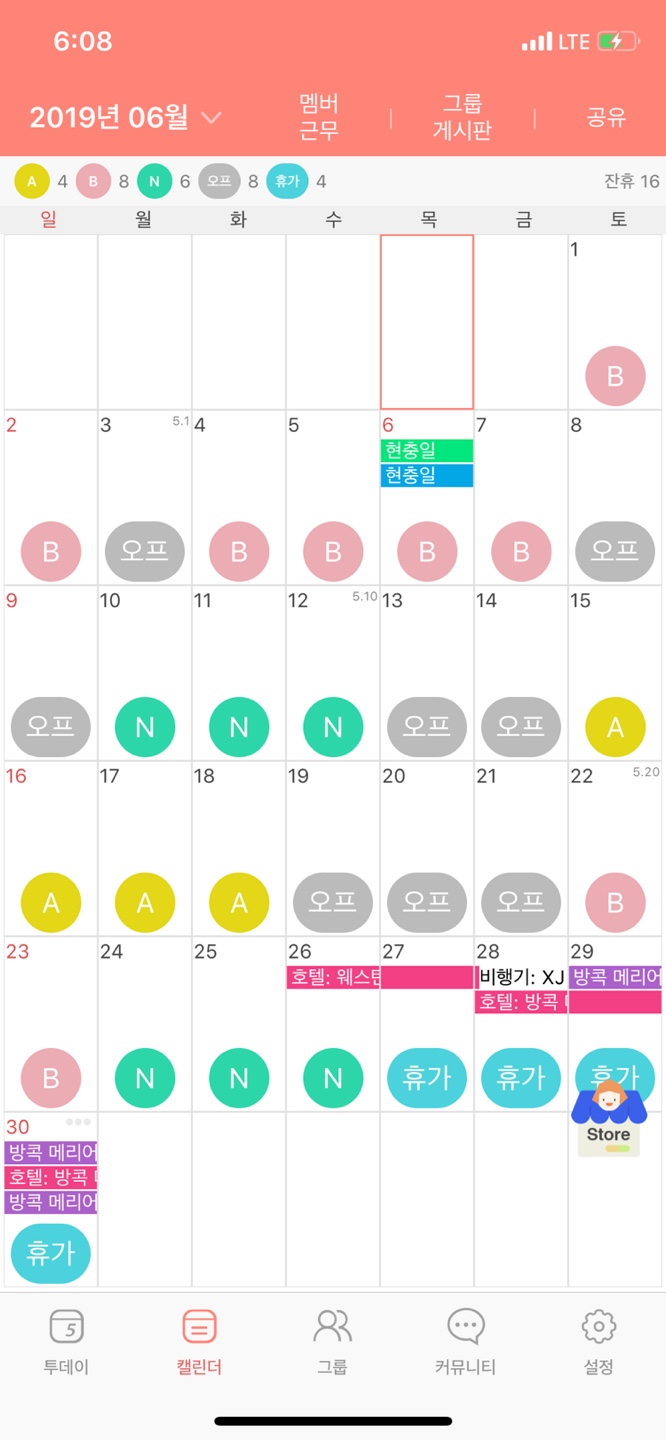 6:08
LTE
2019년 06월
멤버
근무
그룹
게시판
공유
A 4 B 8 N 6 오프 8 휴가 4 잔휴 16
일 월 화 수 목 금 토
1
B
2 3 5.1 4 5 6 7 8
현충일
현충일
B 오프 B B B B 오프
9 10 11 12 5.10 13 14 15
오프 N N N 오프 오프 A
16 17 18 19 20 21 22 5.20
A A A 오프 오프 오프 B
23 24 25 26 27 28 29
호텔: 웨스틴 비행기: XJ 방콕 메리어
호텔: 방콕
B N N N 휴가 휴가 휴가
Store
30
방콕 메리어
호텔: 방콕
방콕 메리어
휴가
5
투데이 캘린더 그룹 커뮤니티 설정